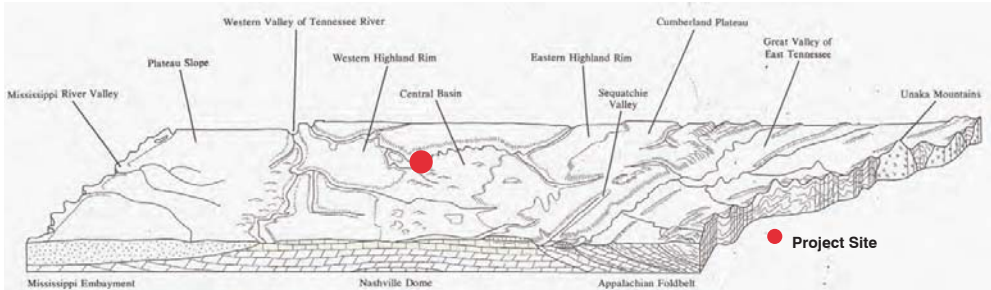 Western Valley of Tennessee River
Cumberland Plateau
Great Valley of
East Tennessee
Plateau Slope
Western Highland Rim
Eastern Highland Rim
Mississippi River Valley
Central Basin
Sequatchie
Valley
Unaka Mountains
Project Site
Mississippi Embayment
Nashville Dome
Appalachian Foldbelt